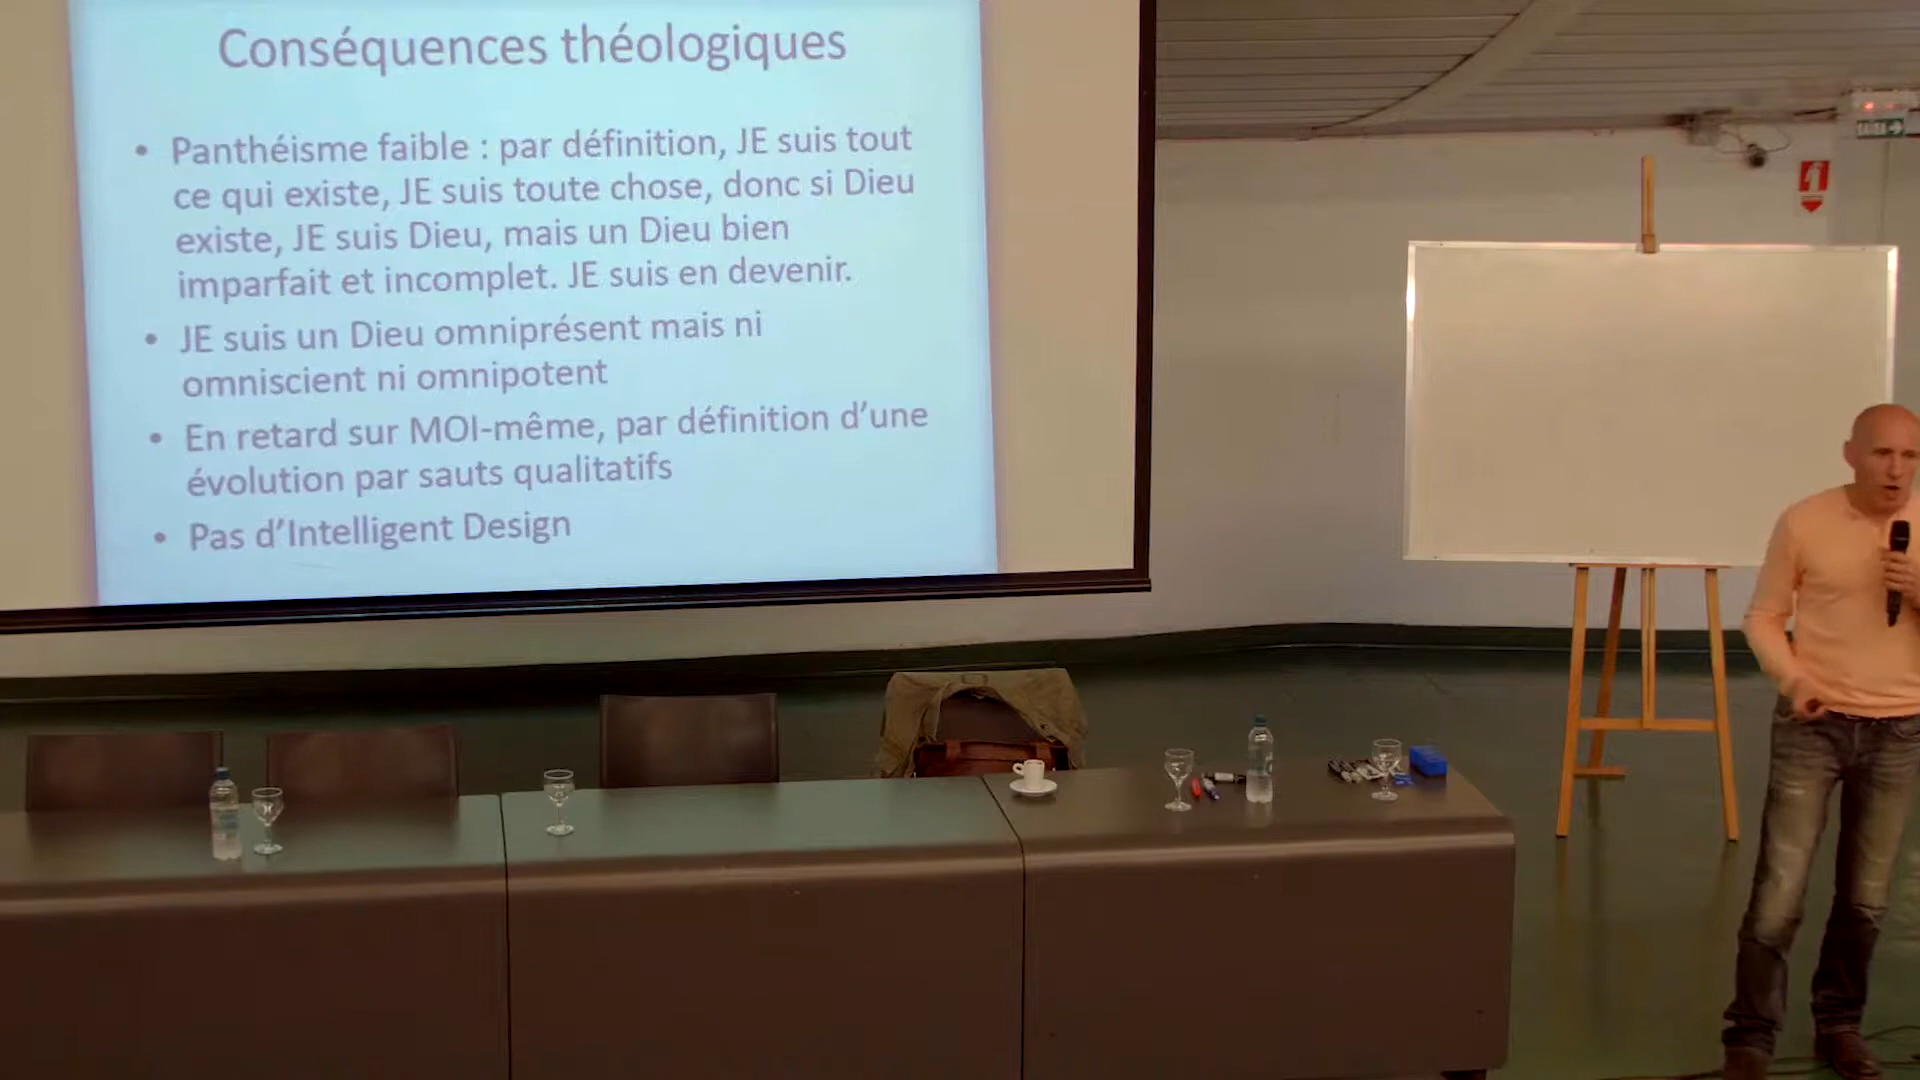 Conséquences théologiques
• Panthéisme faible : par définition, JE suis tout
ce qui existe, JE suis toute chose, donc si Dieu
existe, JE suis Dieu, mais un Dieu bien
imparfait et incomplet. JE suis en devenir.
• JE suis un Dieu omniprésent mais ni
omniscient ni omnipotent
• En retard sur MOI-même, par définition d’une
évolution par sauts qualitatifs
• Pas d’Intelligent Design
SAIDA